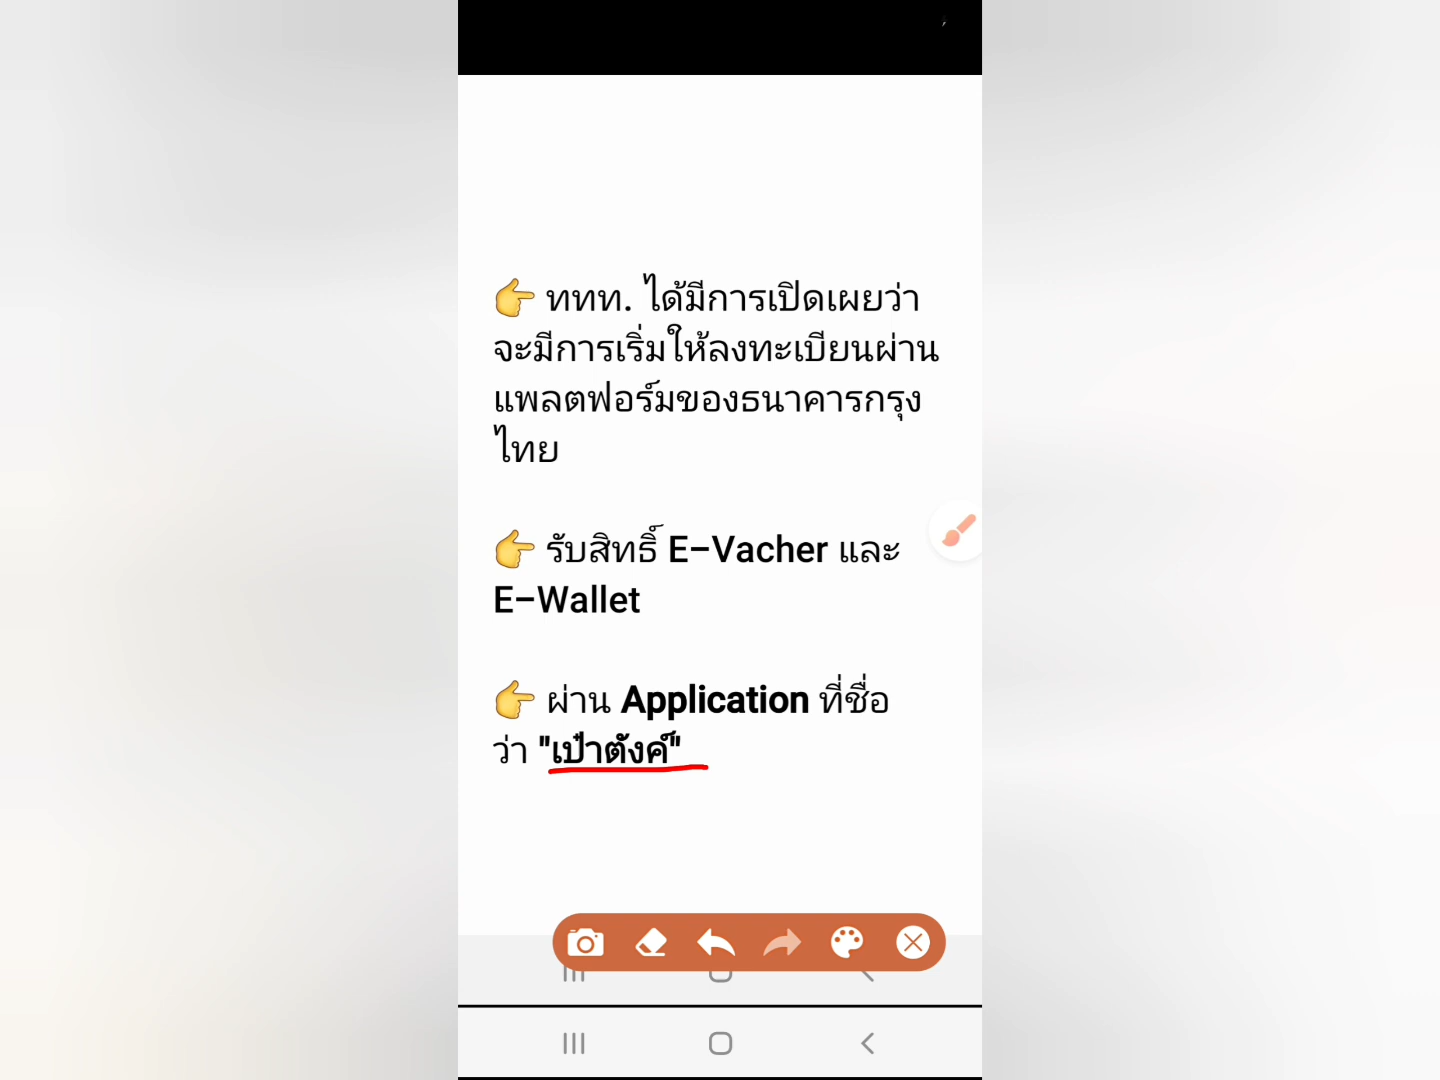 👉 ททท. ได้มีการเปิดเผยว่า
จะมีการเริ่มให้ลงทะเบียนผ่าน
แพลตฟอร์มของธนาคารกรุง
ไทย
👉 รับสิทธิ์ E–Vacher และ
E–Wallet
👉 ผ่าน Application ที่ชื่อ
ว่า "เป๋าตังค์"